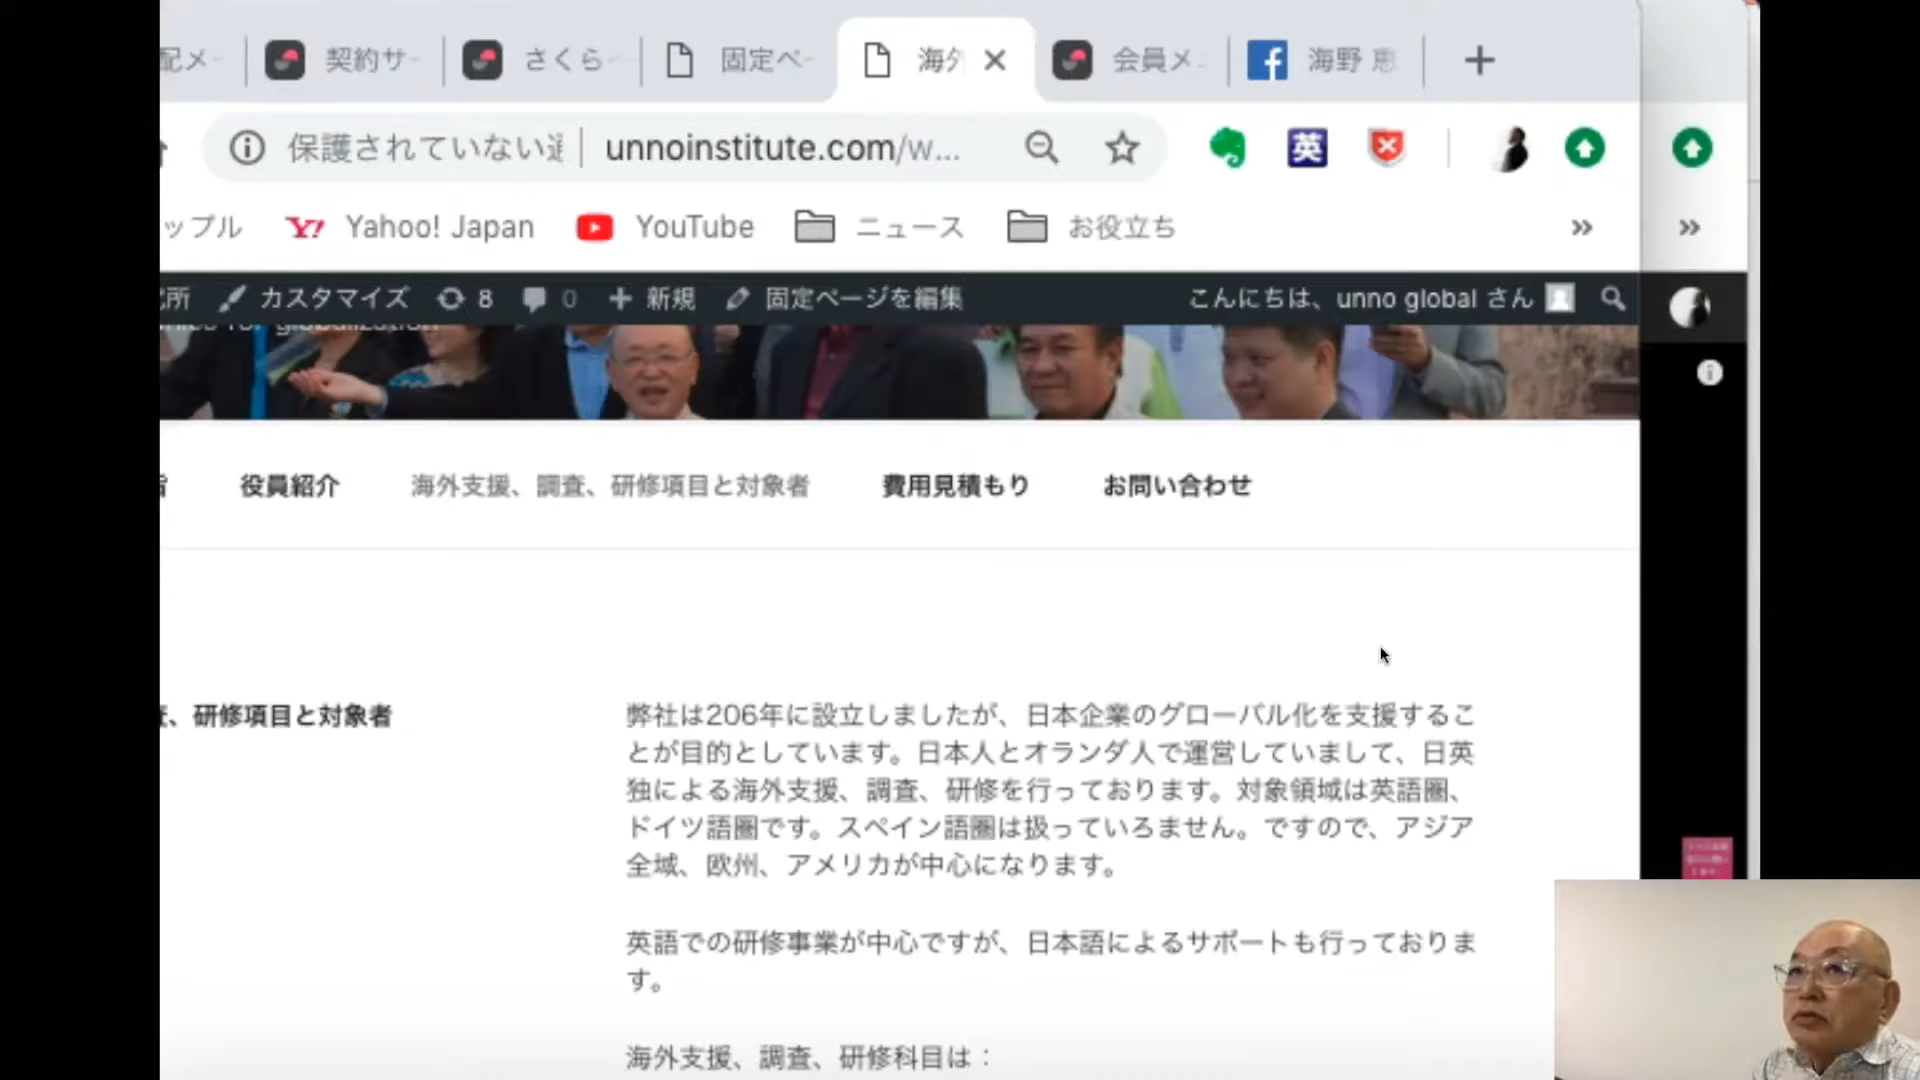 配メ
契約サ
さくら
固定ペ
海外
会員メ
海野 恵
保護されていない
unnoinstitute.com/w...
英
ップル
Yahoo! Japan
YouTube
ニュース
お役立ち
»
»
究所
カスタマイズ
8
0
新規
固定ページを編集
こんにちは、unno global さん
for globalization
役員紹介
海外支援、調査、研修項目と対象者
費用見積もり
お問い合わせ
、研修項目と対象者
弊社は206年に設立しましたが、日本企業のグローバル化を支援するこ
とが目的としています。日本人とオランダ人で運営していまして、日英
独による海外支援、調査、研修を行っております。対象領域は英語圏、
ドイツ語圏です。スペイン語圏は扱っていろません。ですので、アジア
全域、欧州、アメリカが中心になります。
英語での研修事業が中心ですが、日本語によるサポートも行っておりま
す。
海外支援、調査、研修科目は：